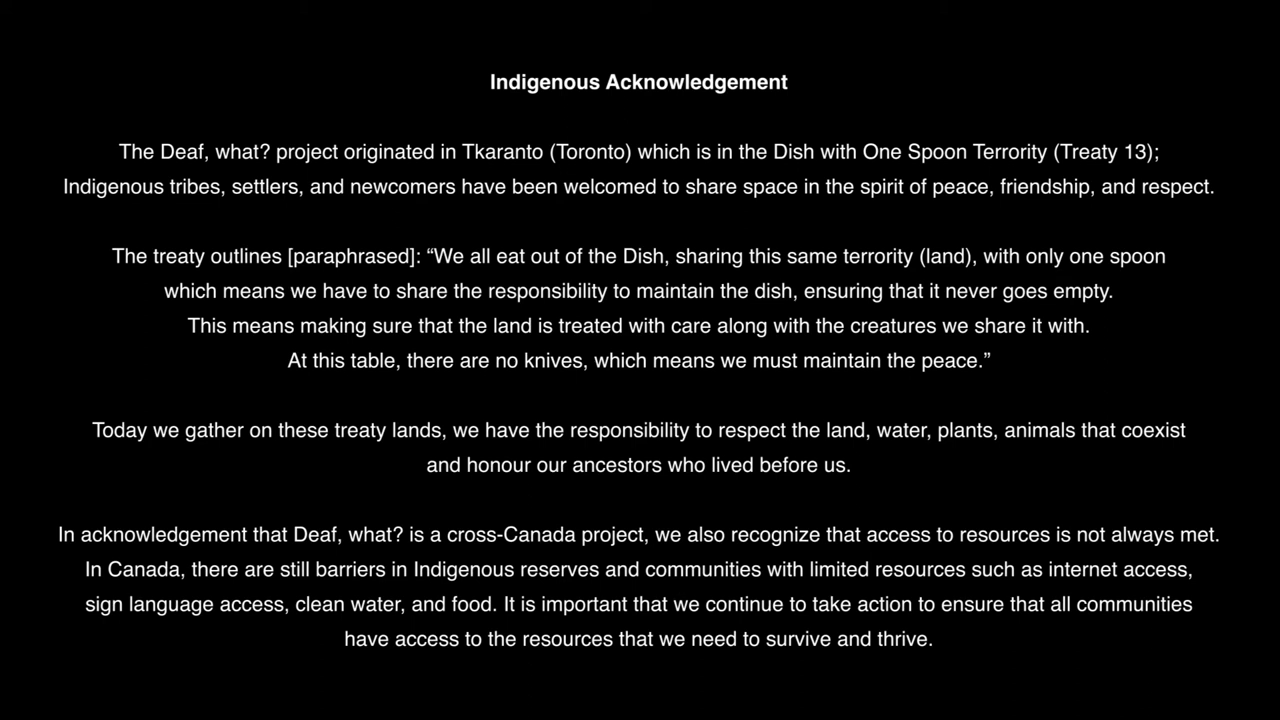 Indigenous Acknowledgement
The Deaf, what? project originated in Tkaranto (Toronto) which is in the Dish with One Spoon Terrority (Treaty 13);
Indigenous tribes, settlers, and newcomers have been welcomed to share space in the spirit of peace, friendship, and respect.
The treaty outlines [paraphrased]: “We all eat out of the Dish, sharing this same terrority (land), with only one spoon
which means we have to share the responsibility to maintain the dish, ensuring that it never goes empty.
This means making sure that the land is treated with care along with the creatures we share it with.
At this table, there are no knives, which means we must maintain the peace.”
Today we gather on these treaty lands, we have the responsibility to respect the land, water, plants, animals that coexist
and honour our ancestors who lived before us.
In acknowledgement that Deaf, what? is a cross-Canada project, we also recognize that access to resources is not always met.
In Canada, there are still barriers in Indigenous reserves and communities with limited resources such as internet access,
sign language access, clean water, and food. It is important that we continue to take action to ensure that all communities
have access to the resources that we need to survive and thrive.